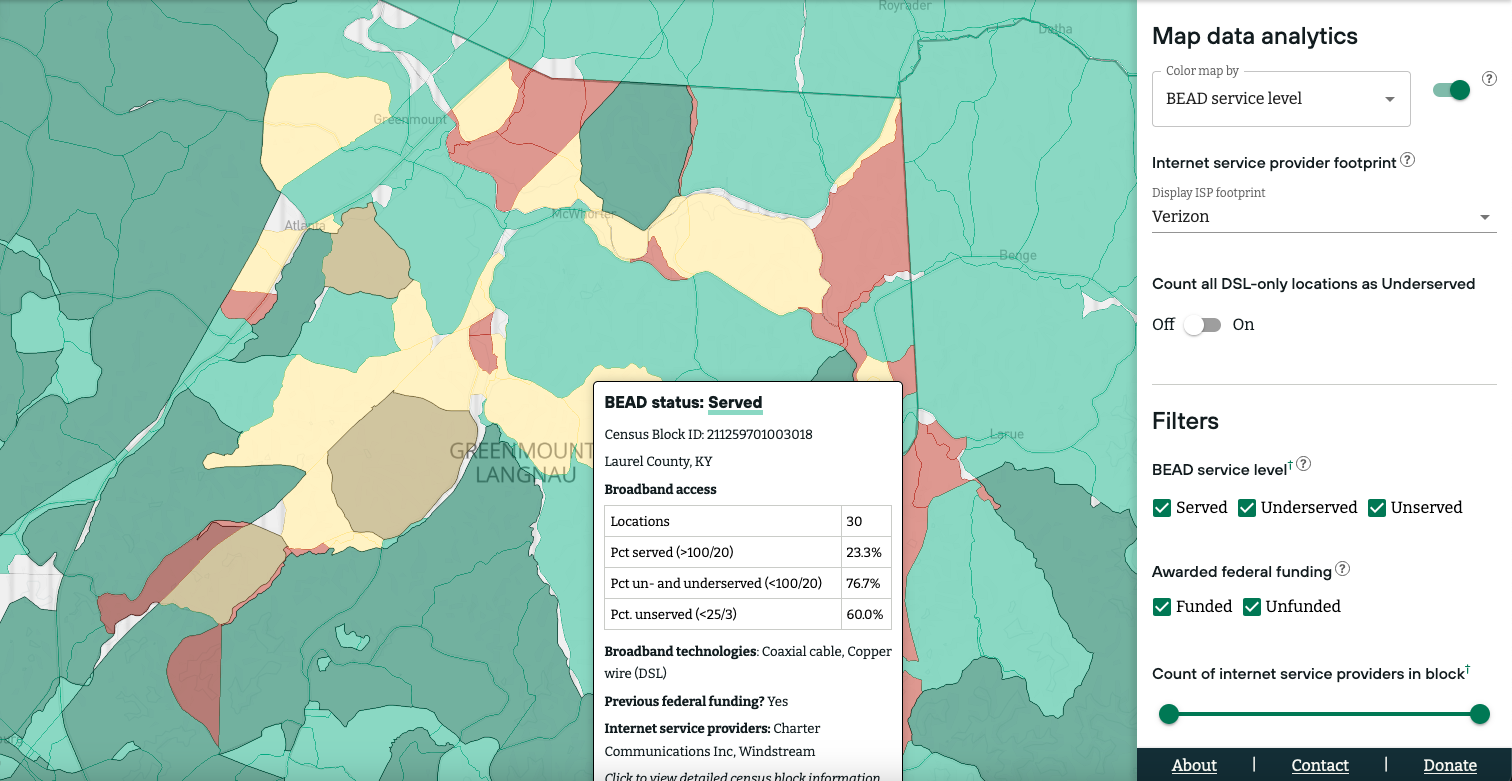 Royrader
Datha
Greenmount
McWhorter
Atlanta
Benge
GREENMOUNT
LANGNAU
Larue
BEAD status: Served
Census Block ID: 211259701003018
Laurel County, KY
Broadband access
Locations 30
Pct served (>100/20) 23.3%
Pct un- and underserved (<100/20) 76.7%
Pct. unserved (<25/3) 60.0%
Broadband technologies: Coaxial cable, Copper
wire (DSL)
Previous federal funding? Yes
Internet service providers: Charter
Communications Inc, Windstream
Click to view detailed census block information
Map data analytics
Color map by
BEAD service level
?
Internet service provider footprint ?
Display ISP footprint
Verizon
Count all DSL-only locations as Underserved
Off On
Filters
BEAD service level† ?
Served Underserved Unserved
Awarded federal funding ?
Funded Unfunded
Count of internet service providers in block†
About | Contact | Donate